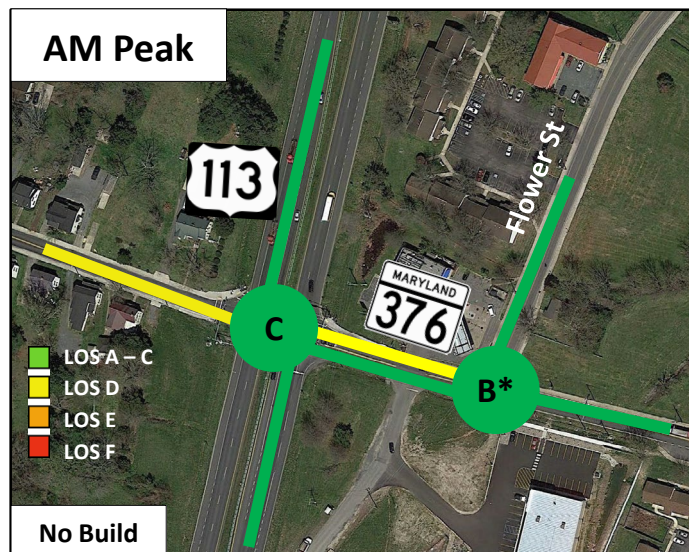 AM Peak
113
Flower St
MARYLAND
376
C
B*
LOS A – C
LOS D
LOS E
LOS F
No Build